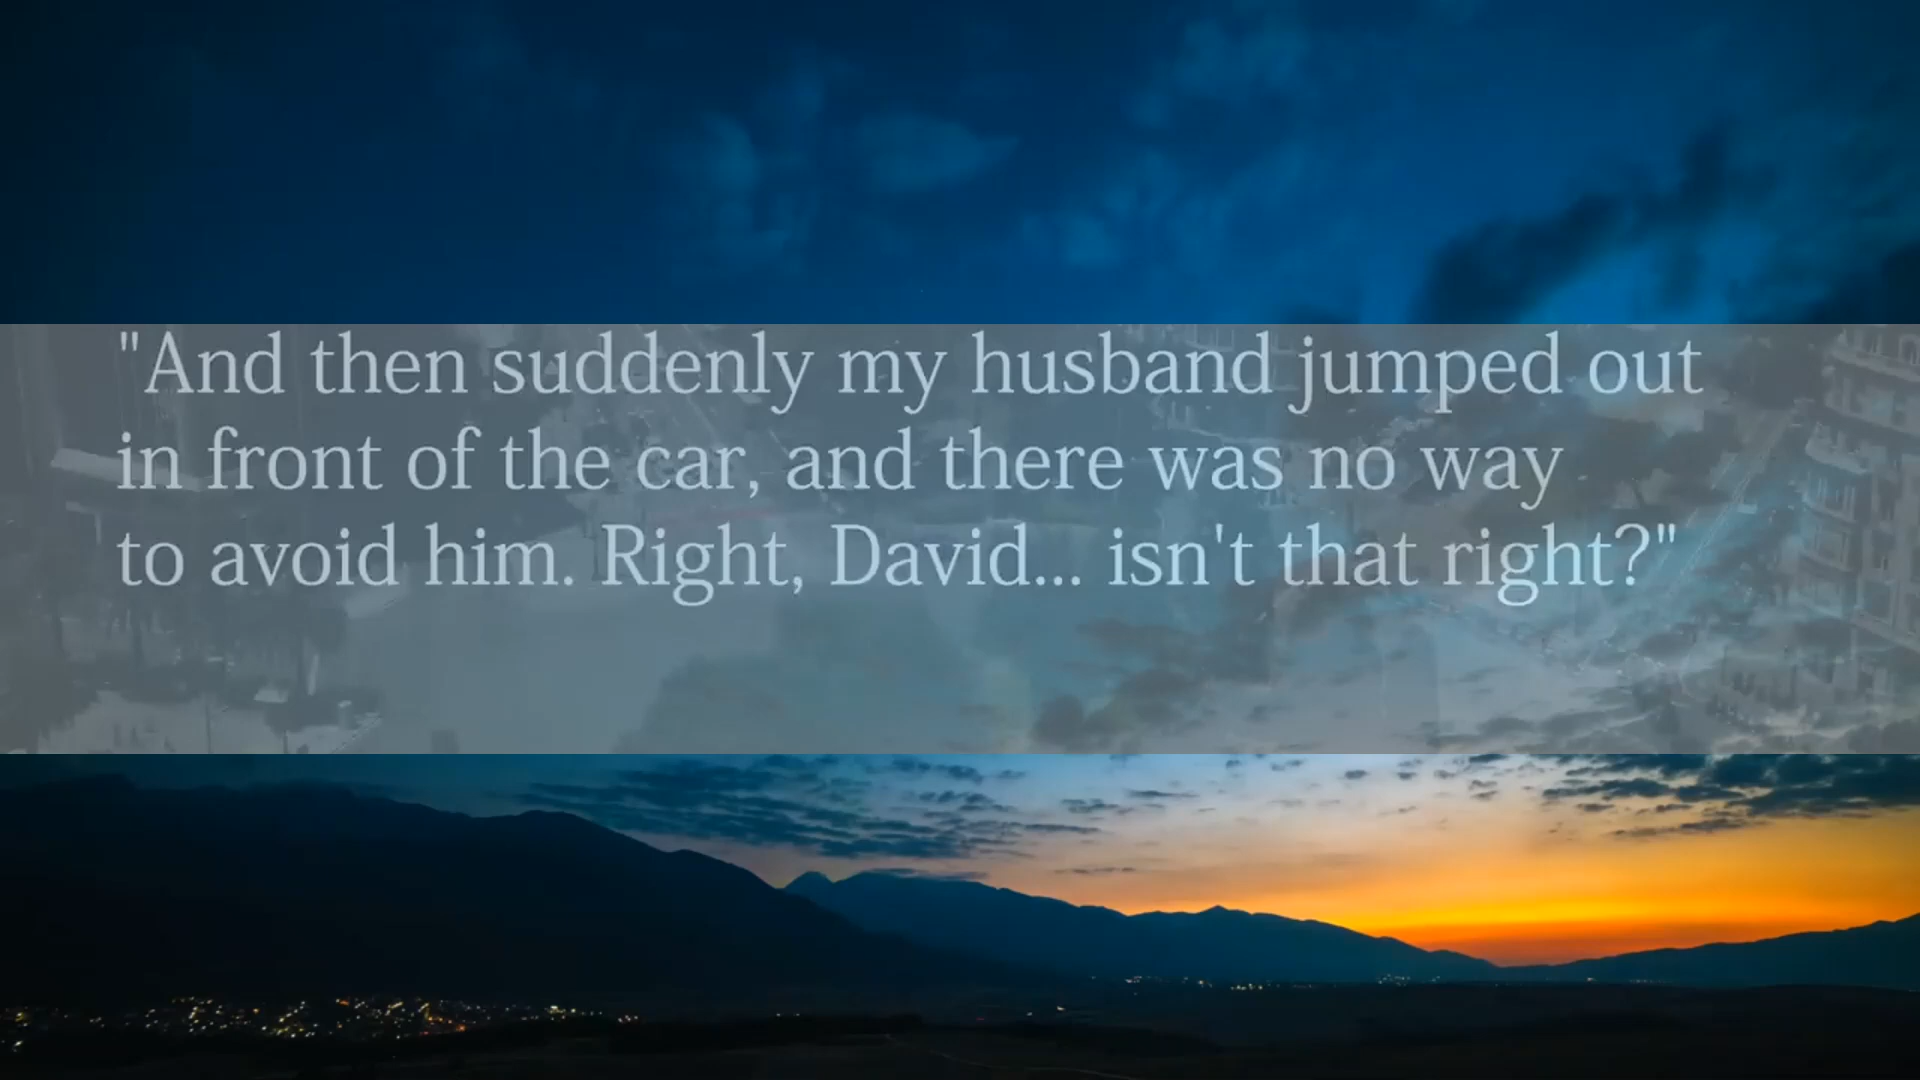 "And then suddenly my husband jumped out
in front of the car, and there was no way
to avoid him. Right, David... isn't that right?"